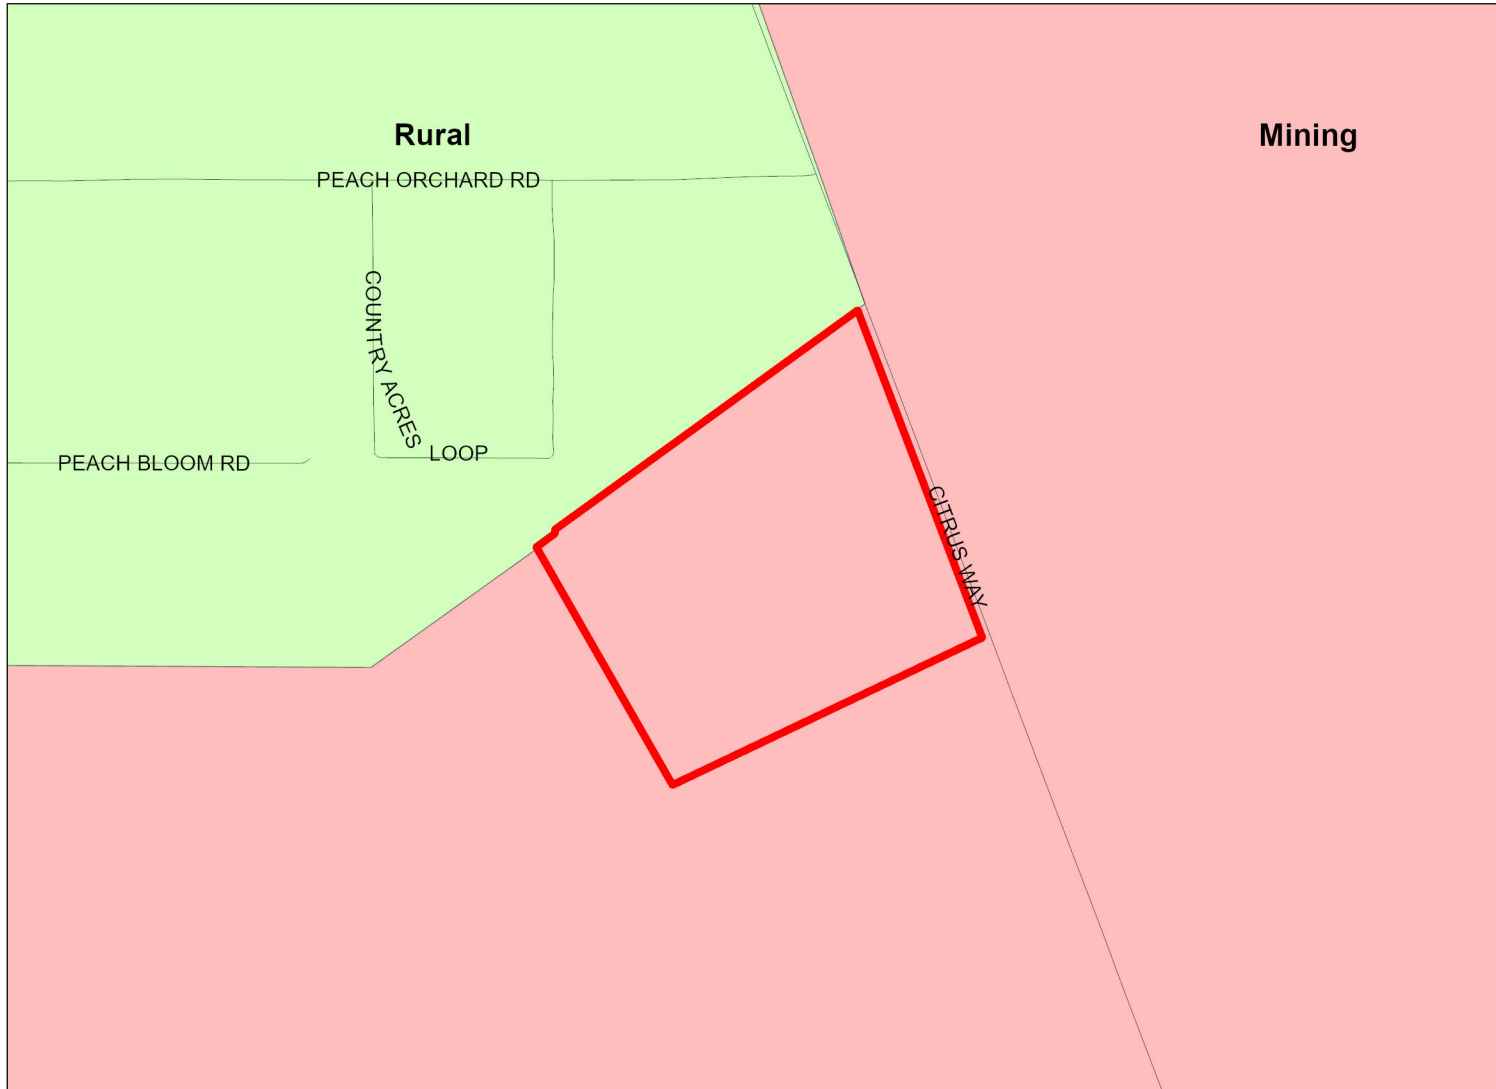 Rural
Mining
PEACH ORCHARD RD
COUNTRY ACRES
LOOP
PEACH BLOOM RD
CITRUS WAY